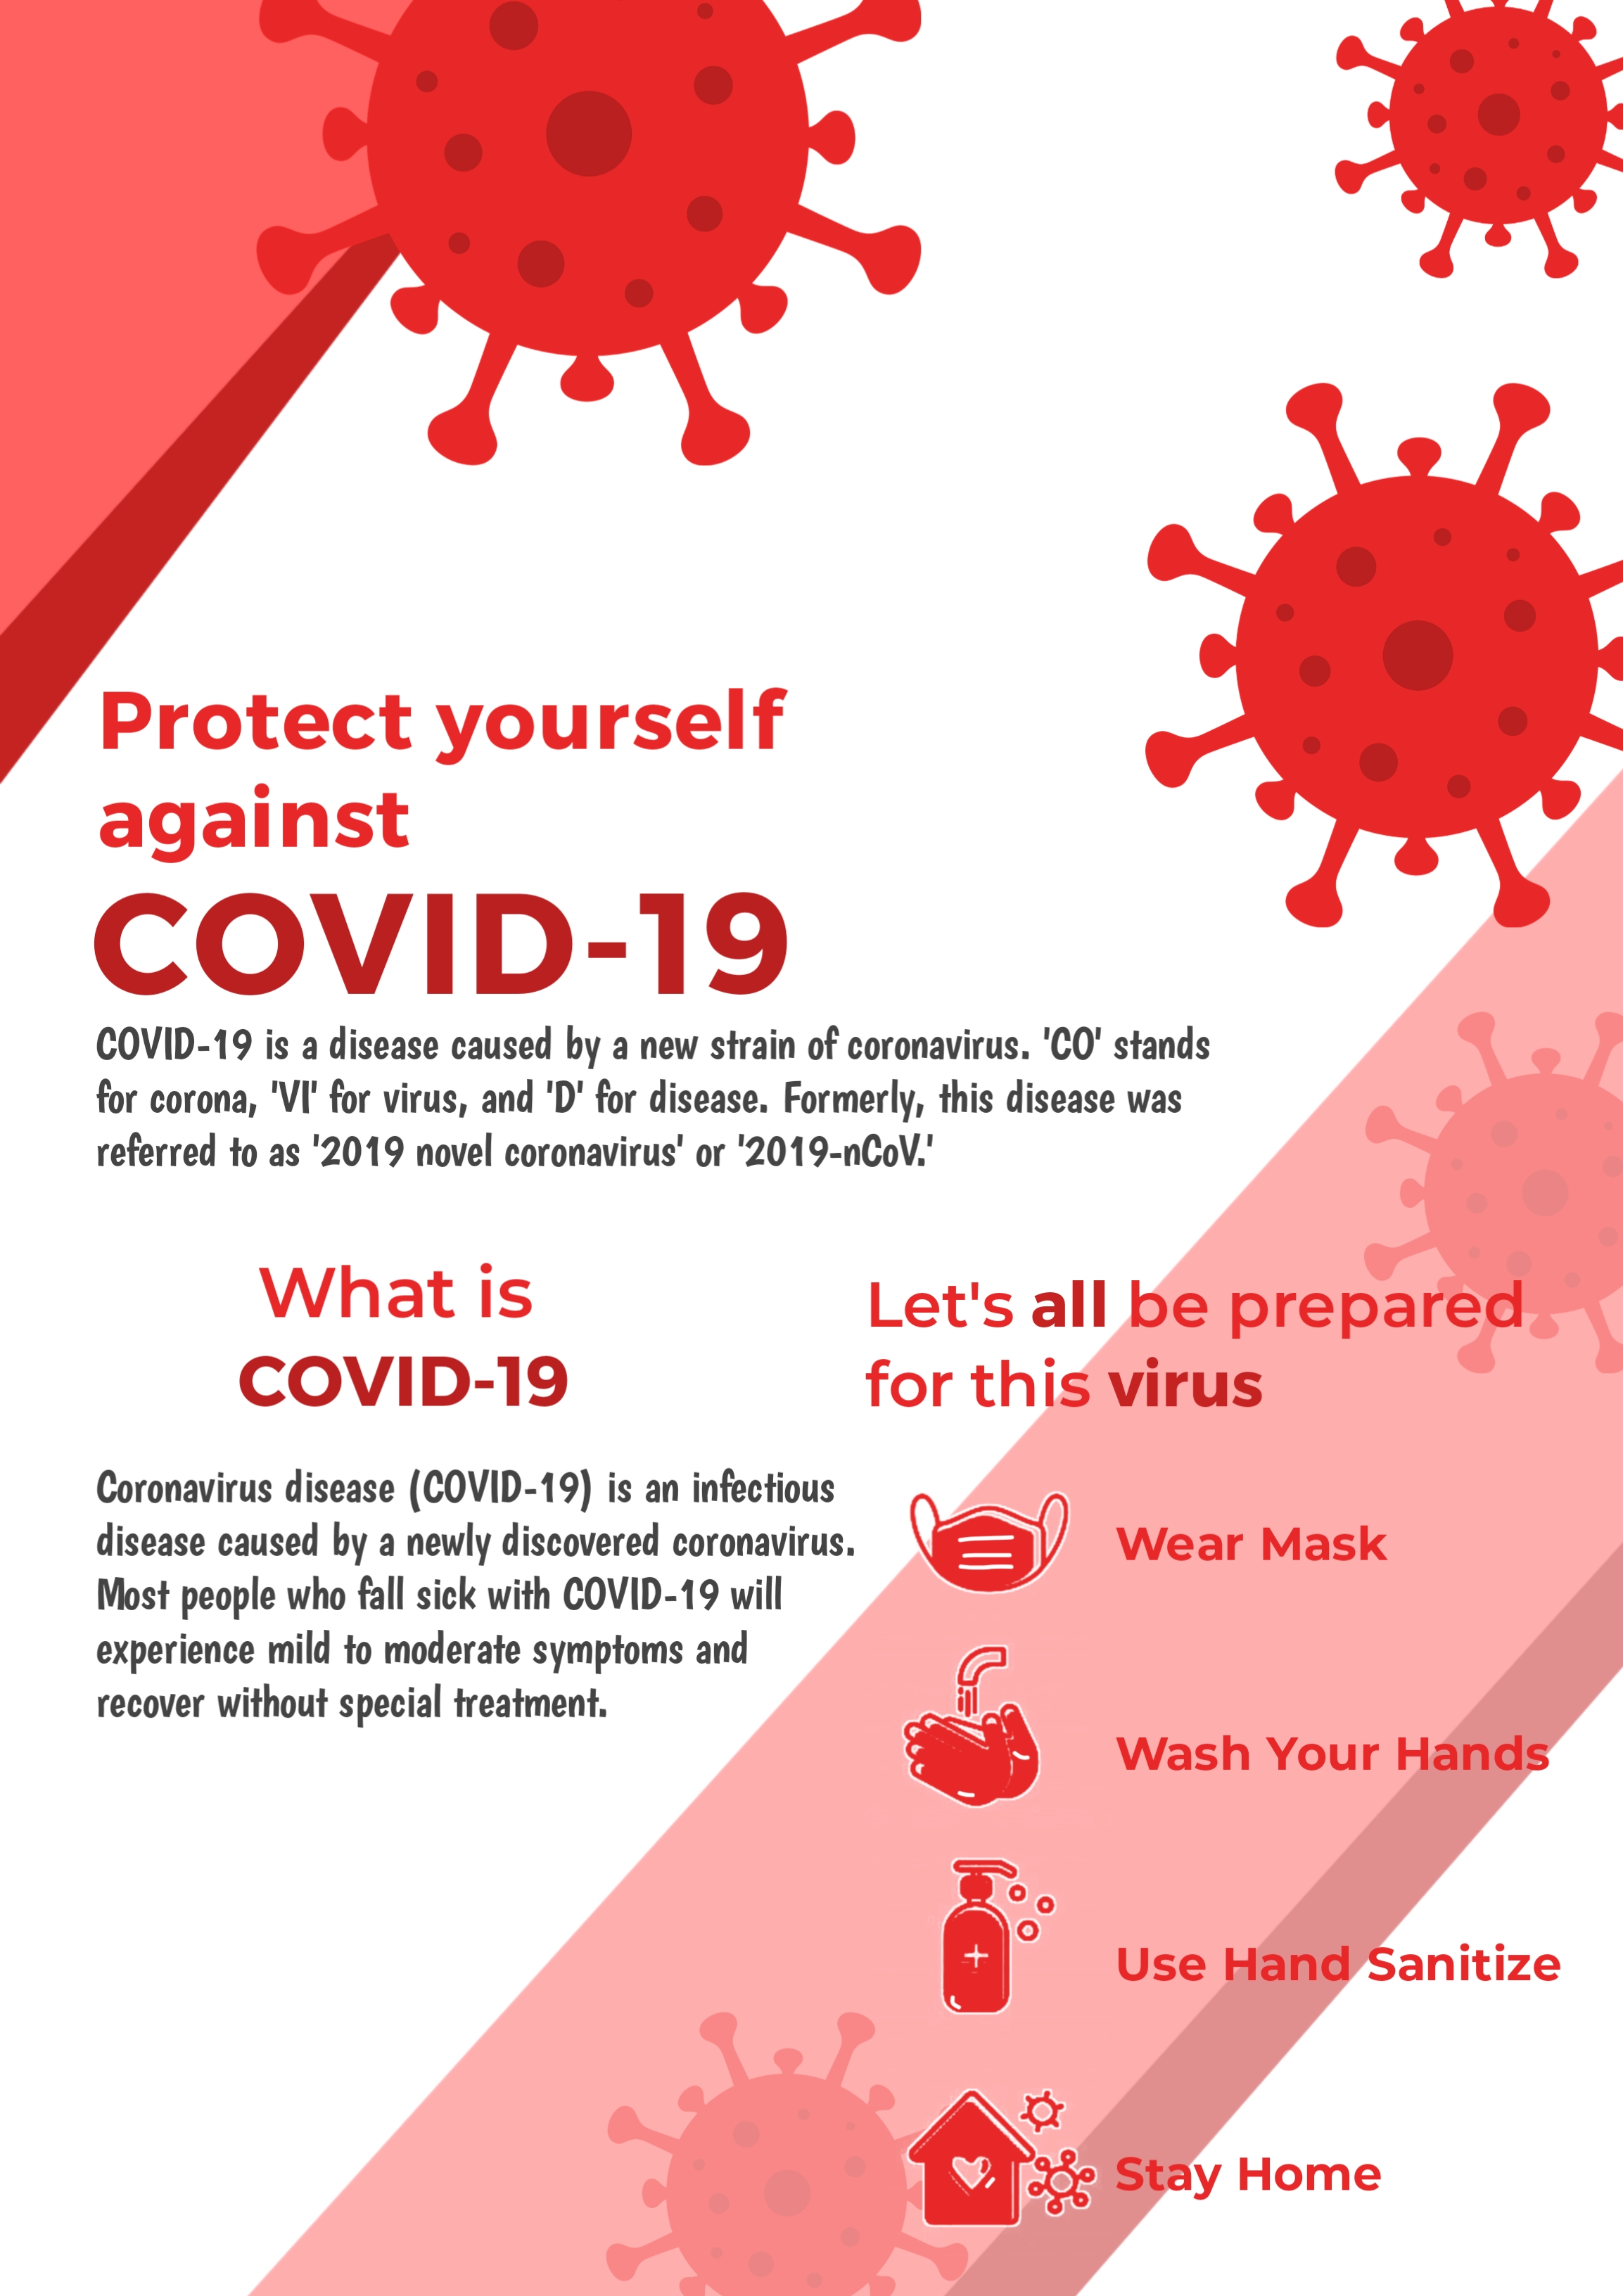 Protect yourself
against
COVID-19
COVID-19 is a disease caused by a new strain of coronavirus. 'CO' stands
for corona, 'VI' for virus, and 'D' for disease. Formerly, this disease was
referred to as '2019 novel coronavirus' or '2019-nCoV.'
What is
COVID-19
Coronavirus disease (COVID-19) is an infectious
disease caused by a newly discovered coronavirus.
Most people who fall sick with COVID-19 will
experience mild to moderate symptoms and
recover without special treatment.
Let's all be prepared
for this virus
Wear Mask
Wash Your Hands
Use Hand Sanitize
Stay Home